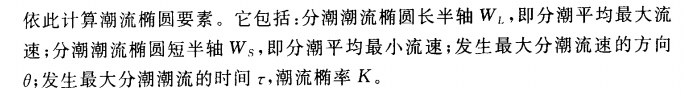 依此计算潮流椭圆要素。它包括:分潮潮流椭圆长半轴 W_L,即分潮平均最大流
速;分潮潮流椭圆短半轴 W_S,即分潮平均最小流速;发生最大分潮流速的方向
θ;发生最大分潮潮流的时间 τ,潮流椭率 K。